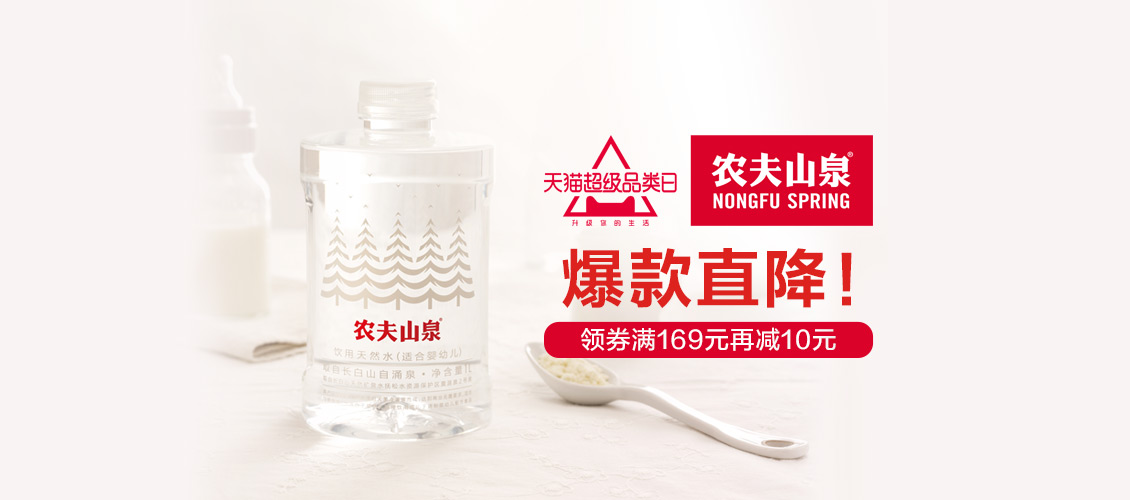 天猫超级品类日
升级你的生活
农夫山泉®
NONGFU SPRING
爆款直降!
领券满169元再减10元
农夫山泉®
饮用天然水(适合婴幼儿)
取自长白山自涌泉·净含量1L